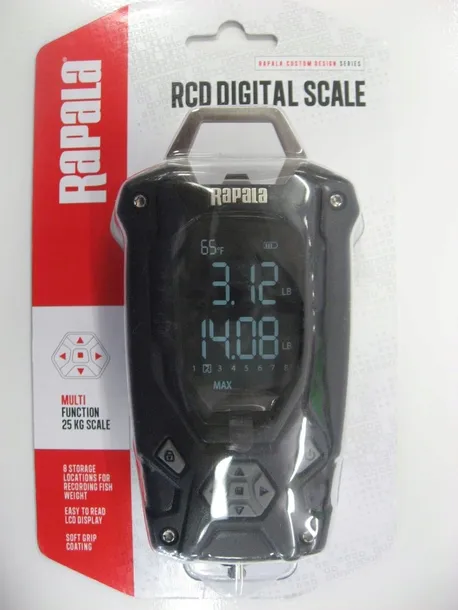 RAPALA CUSTOM DESIGN SERIES
RCD DIGITAL SCALE
Rapala
Rapala
65°F
3.12 LB
14.08 LB
1 2 3 4 5 6 7 8
MAX
MULTI
FUNCTION
25 KG SCALE
8 STORAGE
LOCATIONS FOR
RECORDING FISH
WEIGHT
EASY TO READ
LCD DISPLAY
SOFT GRIP
COATING